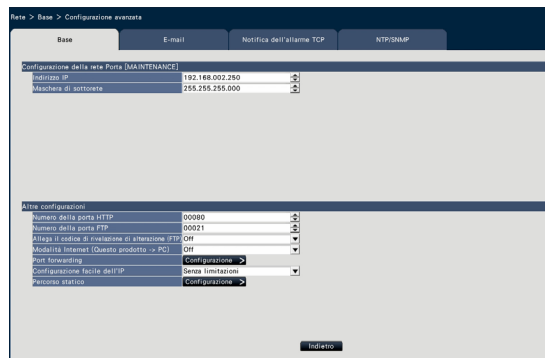 Rete > Base > Configurazione avanzata
Base
E-mail
Notifica dell'allarme TCP
NTP/SNMP
Configurazione della rete Porta [MAINTENANCE]
Indirizzo IP 192.168.002.250
Maschera di sottorete 255.255.255.000
Altre configurazioni
Numero della porta HTTP 00080
Numero della porta FTP 00021
Allega il codice di rivelazione di alterazione (FTP) Off
Modalità Internet (Questo prodotto -> PC) Off
Port forwarding Configurazione >
Configurazione facile dell'IP Senza limitazioni
Percorso statico Configurazione >
Indietro